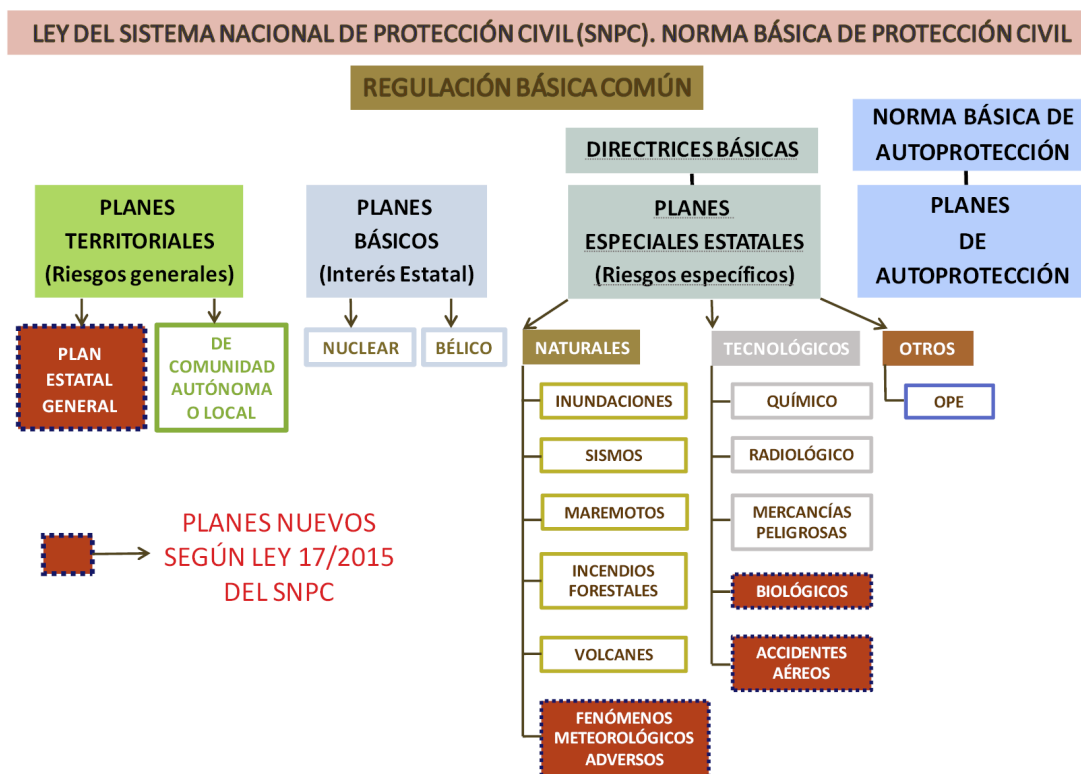 LEY DEL SISTEMA NACIONAL DE PROTECCIÓN CIVIL (SNPC). NORMA BÁSICA DE PROTECCIÓN CIVIL
REGULACIÓN BÁSICA COMÚN
NORMA BÁSICA DE
AUTOPROTECCIÓN
DIRECTRICES BÁSICAS
PLANES
TERRITORIALES
(Riesgos generales)
PLANES
BÁSICOS
(Interés Estatal)
PLANES
ESPECIALES ESTATALES
(Riesgos específicos)
PLANES
DE
AUTOPROTECCIÓN
PLAN
ESTATAL
GENERAL
DE
COMUNIDAD
AUTÓNOMA
O LOCAL
NUCLEAR
BÉLICO
NATURALES
TECNOLÓGICOS
OTROS
INUNDACIONES
SISMOS
MAREMOTOS
INCENDIOS
FORESTALES
VOLCANES
FENÓMENOS
METEOROLÓGICOS
ADVERSOS
QUÍMICO
RADIOLÓGICO
MERCANCÍAS
PELIGROSAS
BIOLÓGICOS
ACCIDENTES
AÉREOS
OPE
PLANES NUEVOS
SEGÚN LEY 17/2015
DEL SNPC